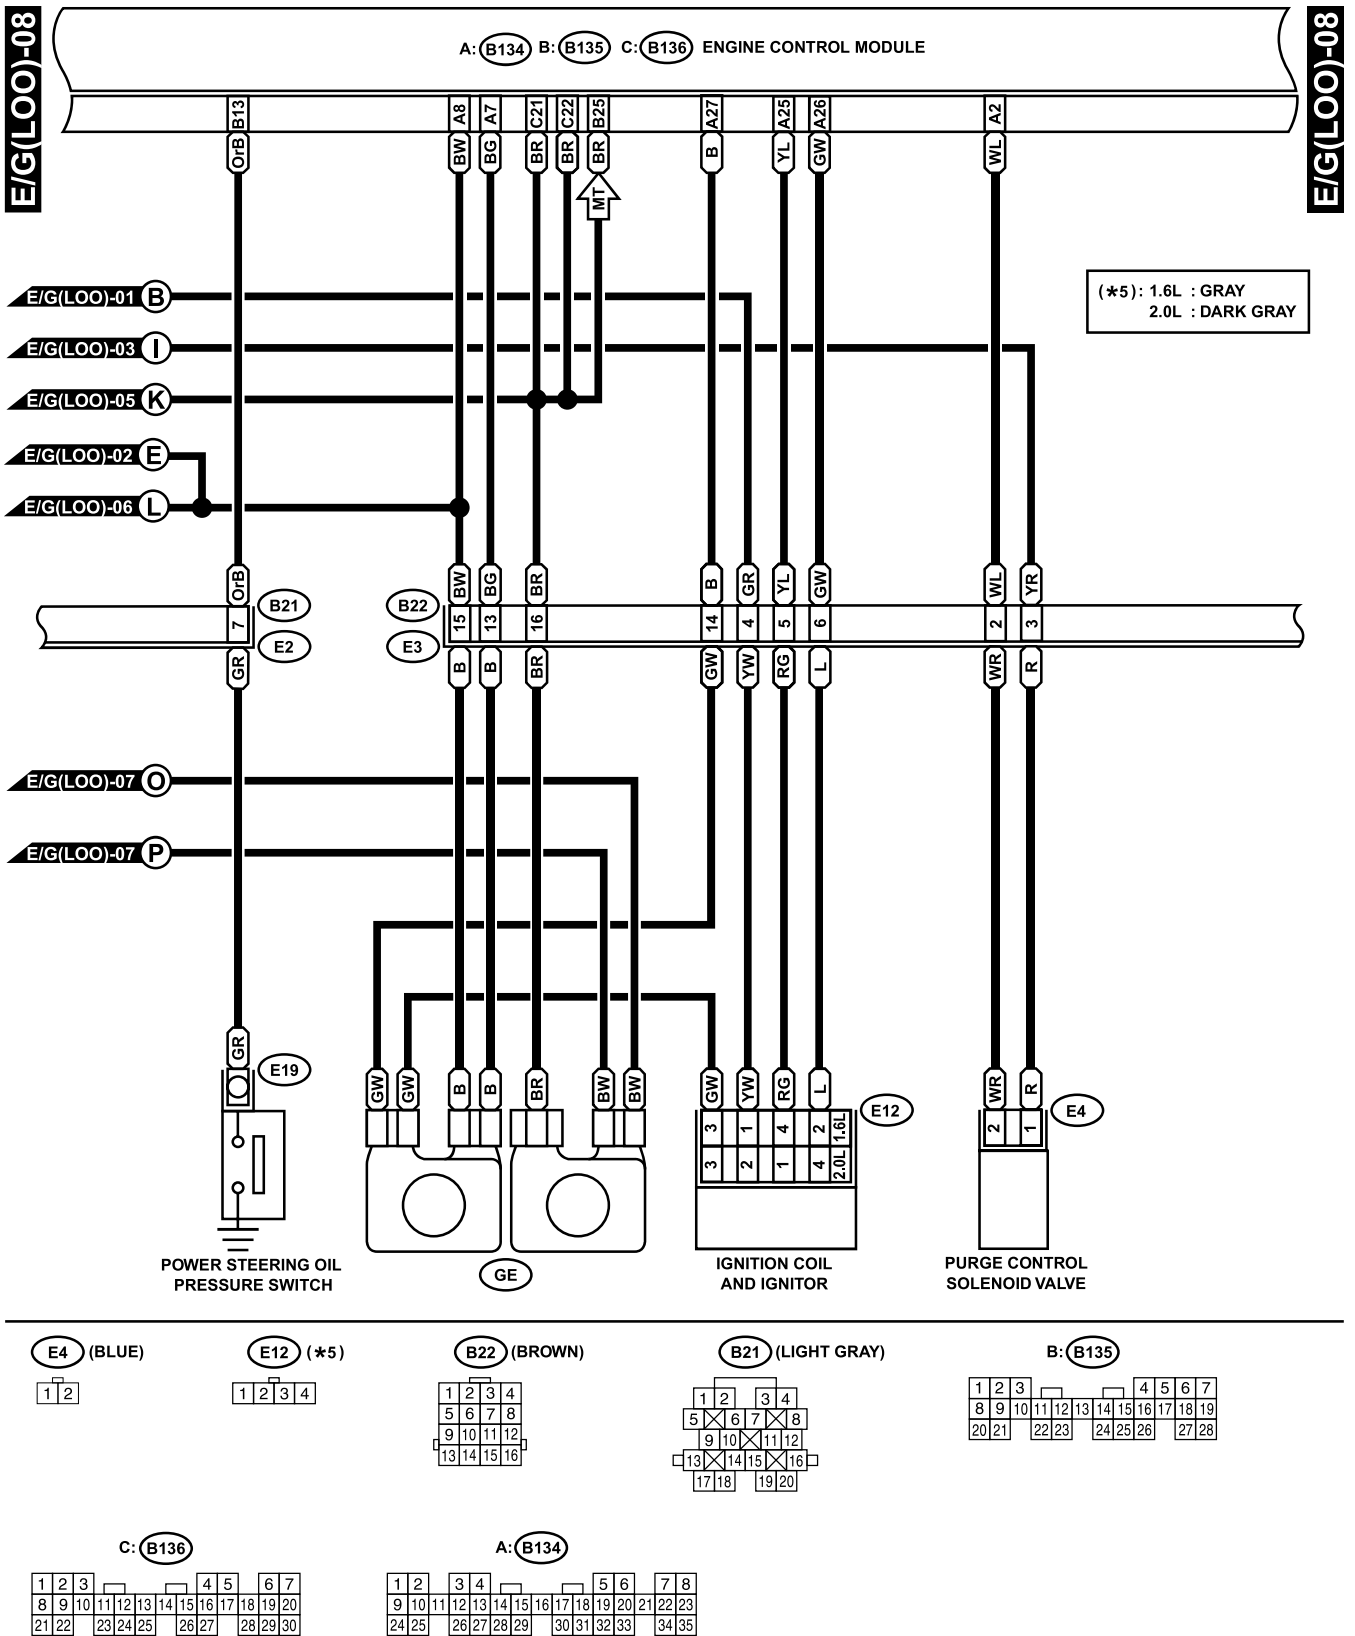 E/G(LOO)-08
E/G(LOO)-08
A: B134 B: B135 C: B136 ENGINE CONTROL MODULE
B13 A8 A7 C21 C22 B25 A27 A25 A26 A2
OrB BW BG BR BR BR B YL GW WL
MT
E/G(LOO)-01 B
(*5): 1.6L : GRAY
2.0L : DARK GRAY
E/G(LOO)-03 I
E/G(LOO)-05 K
E/G(LOO)-02 E
E/G(LOO)-06 L
OrB BW BG BR B GR YL GW WL YR
B21 B22
7 15 13 16 14 4 5 6 2 3
E2 E3
GR B B BR GW YW RG L WR R
E/G(LOO)-07 O
E/G(LOO)-07 P
GR
E19
GW GW B B BR BW BW GW YW RG L WR R
E12 E4
3 1 4 2 1.6L
2 1
3 2 1 4 2.0L
POWER STEERING OIL
PRESSURE SWITCH
GE
IGNITION COIL
AND IGNITOR
PURGE CONTROL
SOLENOID VALVE
E4 (BLUE)
1 2
E12 (*5)
1 2 3 4
B22 (BROWN)
1 2 3 4
5 6 7 8
9 10 11 12
13 14 15 16
B21 (LIGHT GRAY)
1 2 3 4
5 6 7 8
9 10 11 12
13 14 15 16
17 18 19 20
B: B135
1 2 3 4 5 6 7
8 9 10 11 12 13 14 15 16 17 18 19
20 21 22 23 24 25 26 27 28
C: B136
1 2 3 4 5 6 7
8 9 10 11 12 13 14 15 16 17 18 19 20
21 22 23 24 25 26 27 28 29 30
A: B134
1 2 3 4 5 6 7 8
9 10 11 12 13 14 15 16 17 18 19 20 21 22 23
24 25 26 27 28 29 30 31 32 33 34 35